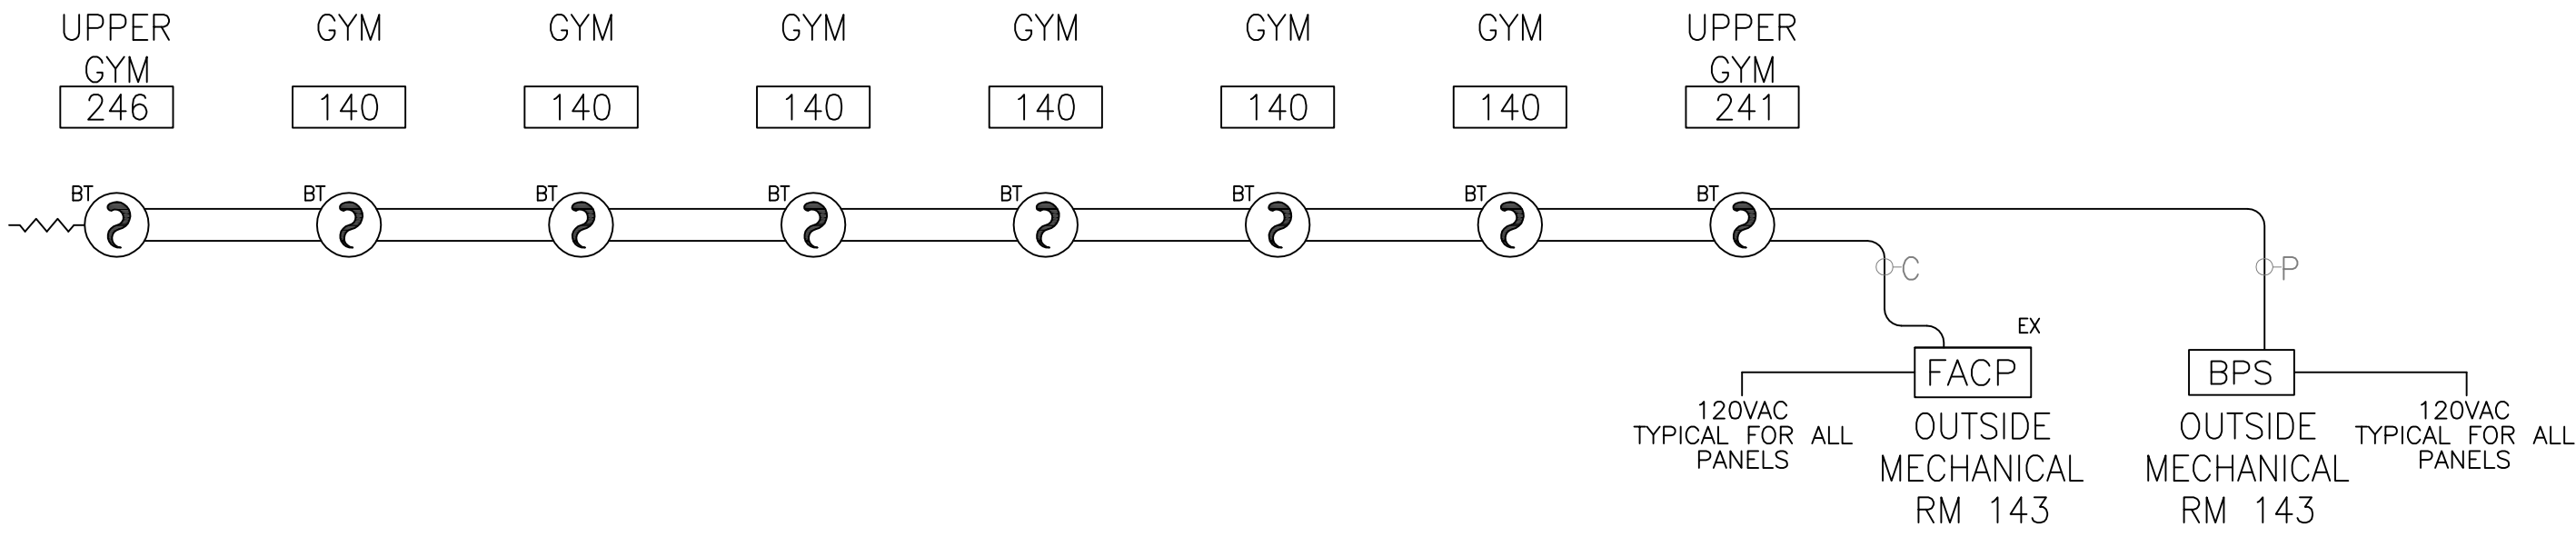 UPPER
GYM
246
GYM
140
GYM
140
GYM
140
GYM
140
GYM
140
GYM
140
UPPER
GYM
241
BT
BT
BT
BT
BT
BT
BT
BT
C
P
EX
FACP
BPS
120VAC
TYPICAL FOR ALL
PANELS
OUTSIDE
MECHANICAL
RM 143
OUTSIDE
MECHANICAL
RM 143
120VAC
TYPICAL FOR ALL
PANELS